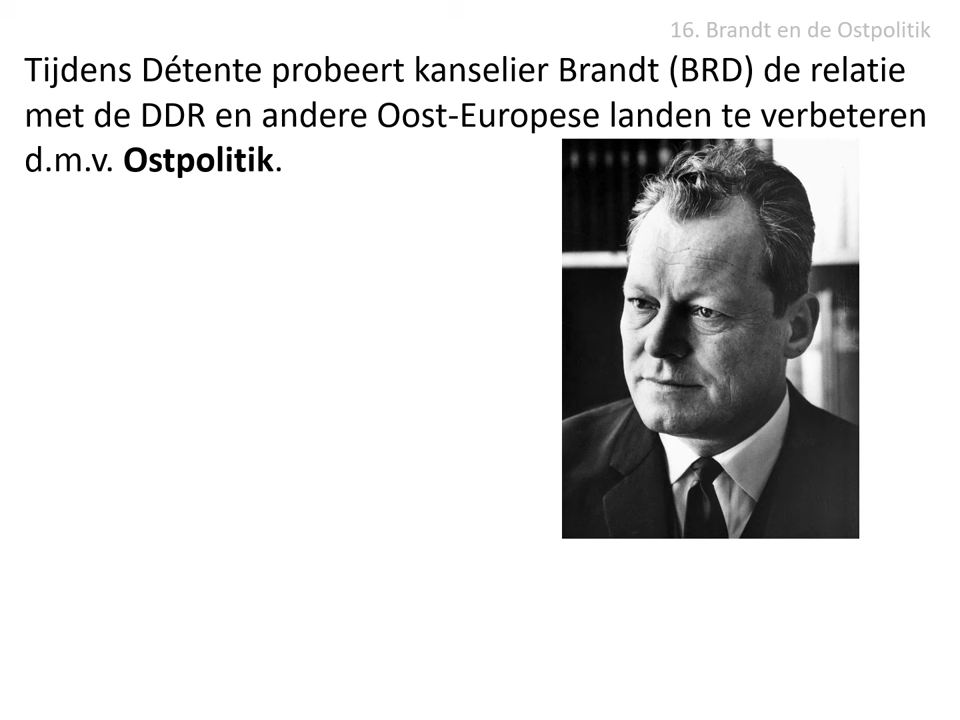 16. Brandt en de Ostpolitik
Tijdens Détente probeert kanselier Brandt (BRD) de relatie
met de DDR en andere Oost-Europese landen te verbeteren
d.m.v. Ostpolitik.